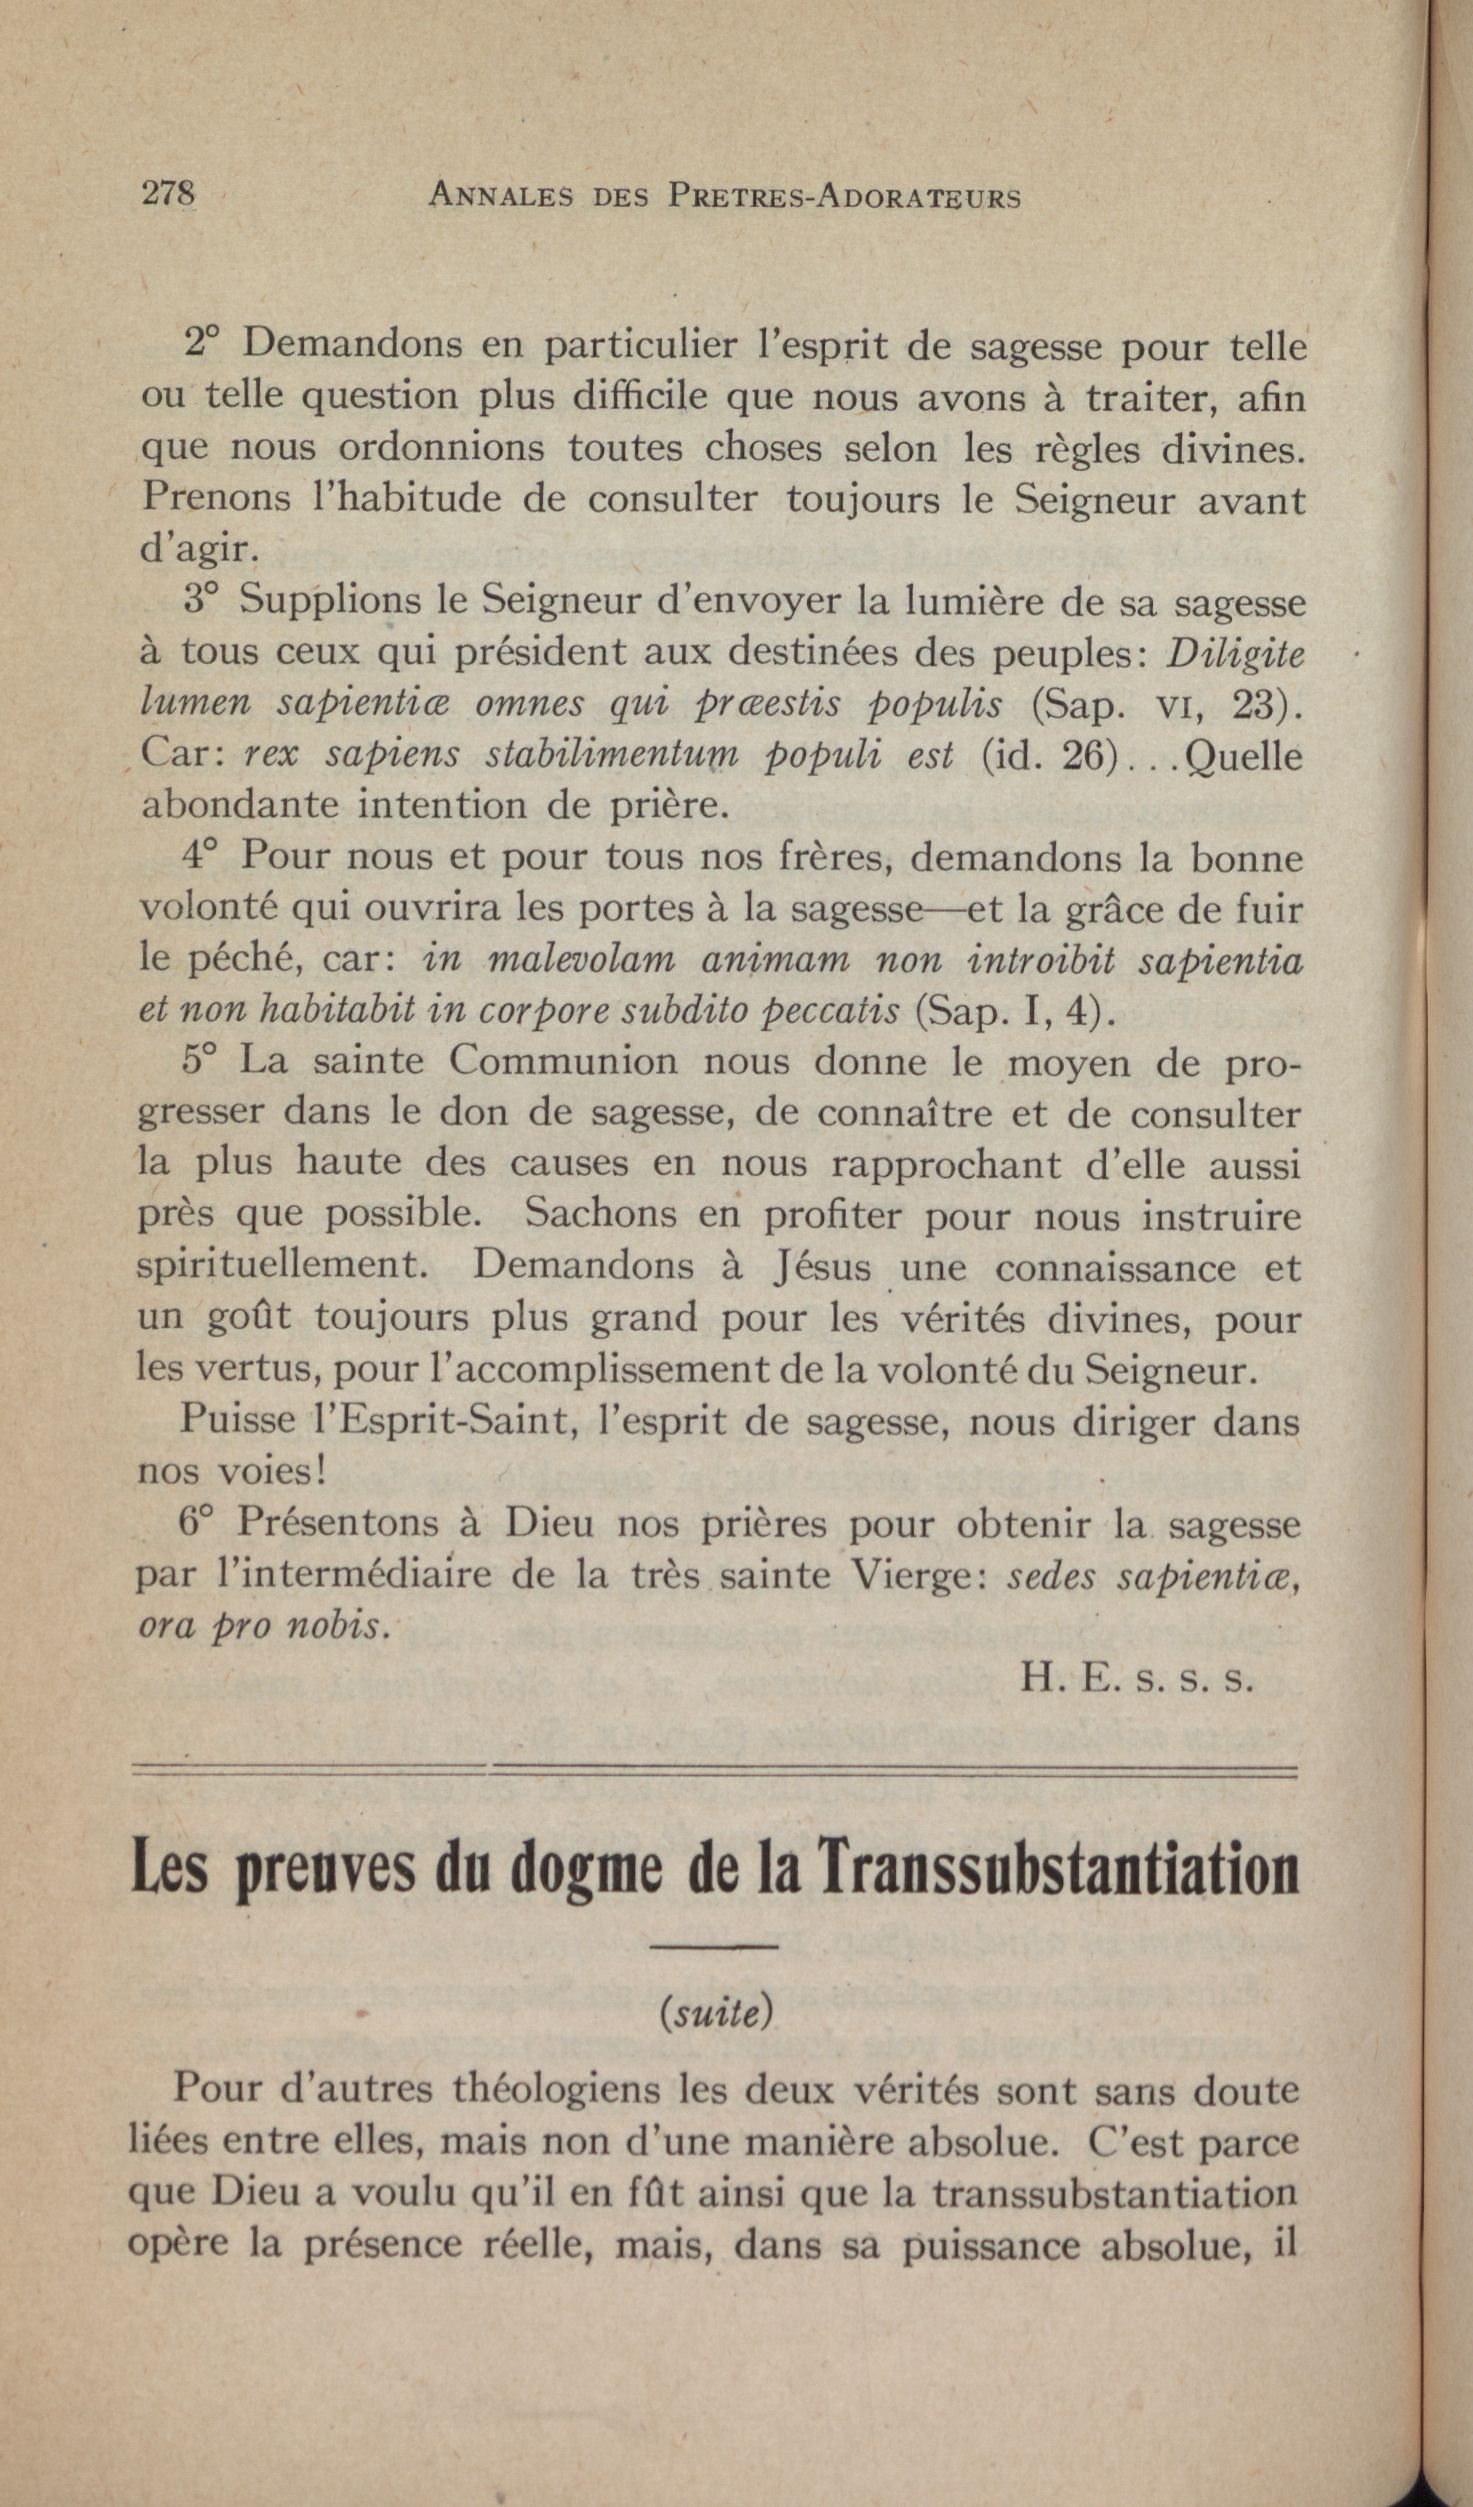 278 ANNALES DES PRETRES-ADORATEURS
2° Demandons en particulier l'esprit de sagesse pour telle
ou telle question plus difficile que nous avons à traiter, afin
que nous ordonnions toutes choses selon les règles divines.
Prenons l'habitude de consulter toujours le Seigneur avant
d'agir.
3° Supplions le Seigneur d'envoyer la lumière de sa sagesse
à tous ceux qui président aux destinées des peuples: Diligite
lumen sapientiæ omnes qui præestis populis (Sap. VI, 23).
Car: rex sapiens stabilimentum populi est (id. 26)...Quelle
abondante intention de prière.
4° Pour nous et pour tous nos frères, demandons la bonne
volonté qui ouvrira les portes à la sagesse—et la grâce de fuir
le péché, car: in malevolam animam non introibit sapientia
et non habitabit in corpore subdito peccatis (Sap. I, 4).
5° La sainte Communion nous donne le moyen de pro-
gresser dans le don de sagesse, de connaître et de consulter
la plus haute des causes en nous rapprochant d'elle aussi
près que possible. Sachons en profiter pour nous instruire
spirituellement. Demandons à Jésus une connaissance et
un goût toujours plus grand pour les vérités divines, pour
les vertus, pour l'accomplissement de la volonté du Seigneur.
Puisse l'Esprit-Saint, l'esprit de sagesse, nous diriger dans
nos voies!
6° Présentons à Dieu nos prières pour obtenir la sagesse
par l'intermédiaire de la très sainte Vierge: sedes sapientiæ,
ora pro nobis.
H. E. S. S. S.
Les preuves du dogme de la Transsubstantiation
(suite)
Pour d'autres théologiens les deux vérités sont sans doute
liées entre elles, mais non d'une manière absolue. C'est parce
que Dieu a voulu qu'il en fût ainsi que la transsubstantiation
opère la présence réelle, mais, dans sa puissance absolue, il